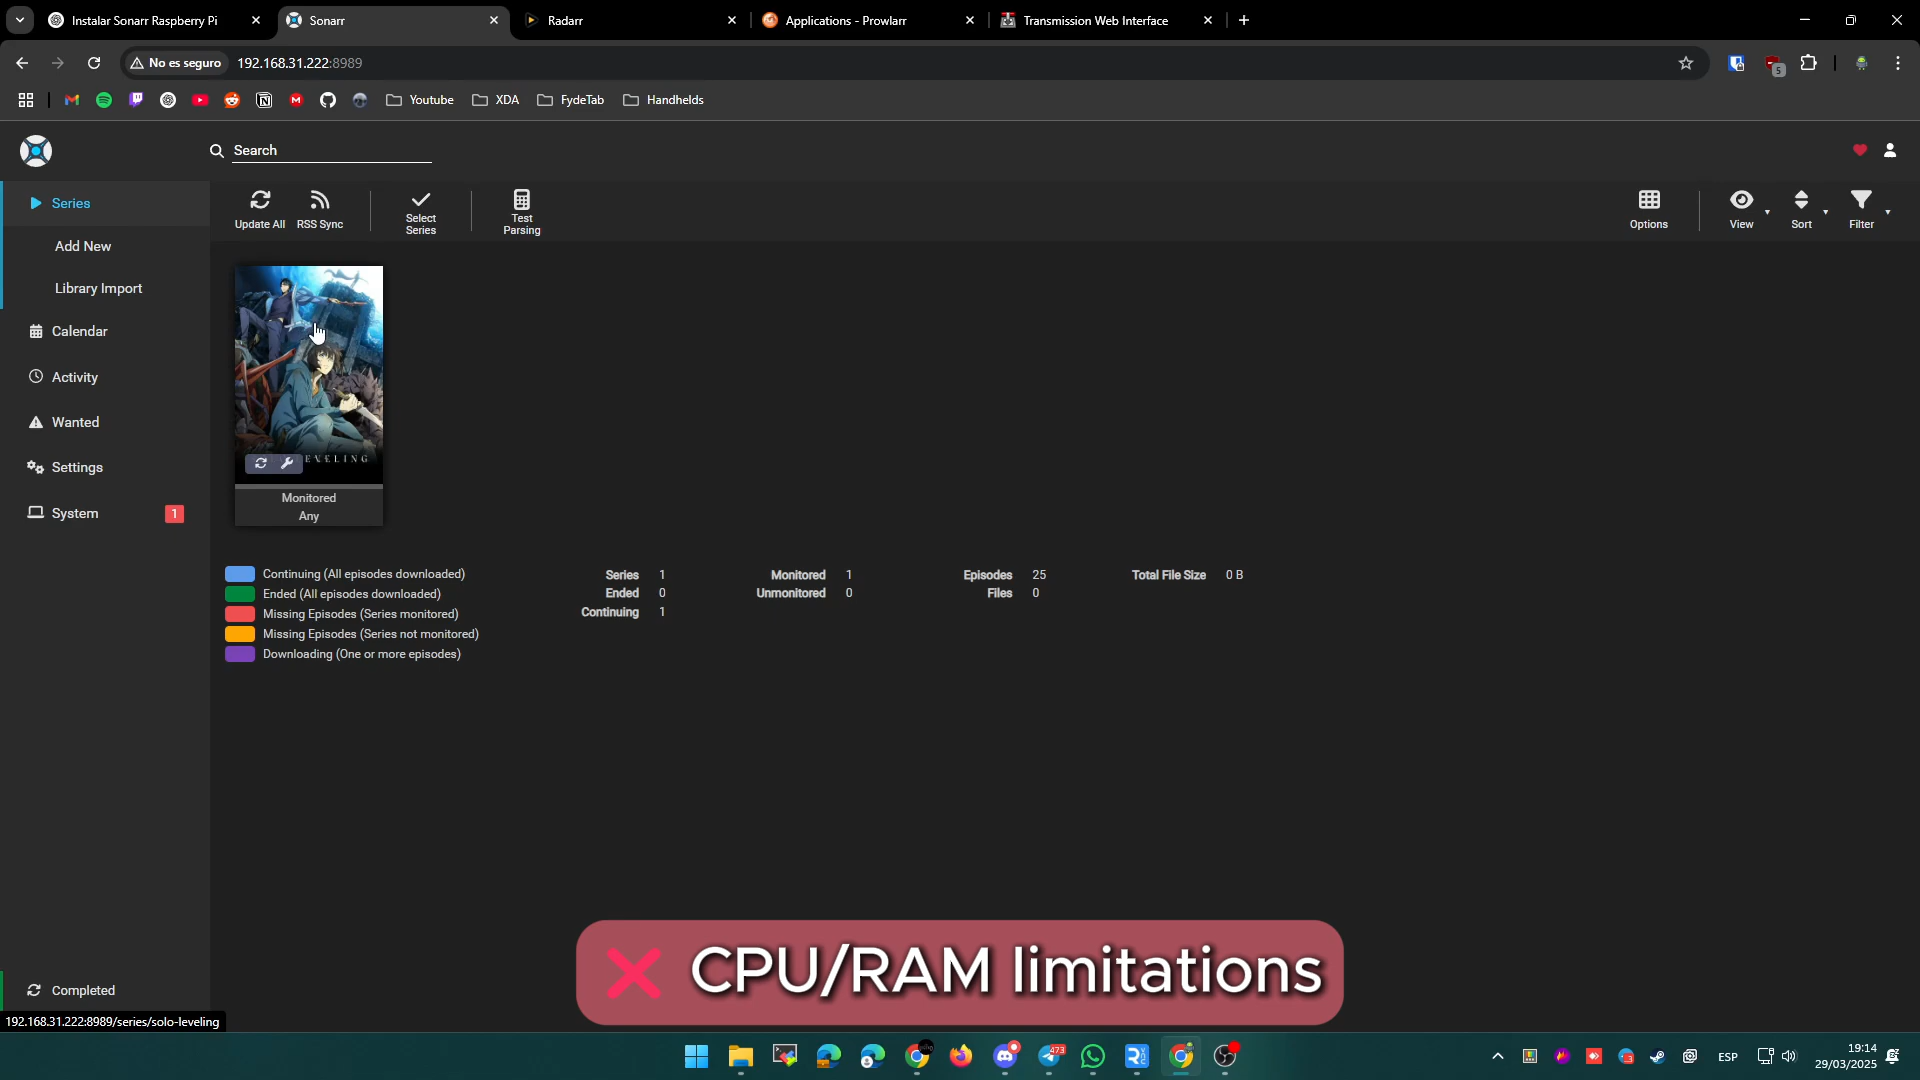 Instalar Sonarr Raspberry Pi
Sonarr
Radarr
Applications - Prowlarr
Transmission Web Interface
No es seguro
192.168.31.222:8989
5
Youtube
XDA
FydeTab
Handhelds
Search
Series
Add New
Library Import
Calendar
Activity
Wanted
Settings
System
1
Update All
RSS Sync
Select
Series
Test
Parsing
Options
View
Sort
Filter
EVELING
Monitored
Any
Continuing (All episodes downloaded)
Ended (All episodes downloaded)
Missing Episodes (Series monitored)
Missing Episodes (Series not monitored)
Downloading (One or more episodes)
Series 1
Ended 0
Continuing 1
Monitored 1
Unmonitored 0
Episodes 25
Files 0
Total File Size 0 B
CPU/RAM limitations
Completed
192.168.31.222:8989/series/solo-leveling
473
3
ESP
19:14
29/03/2025